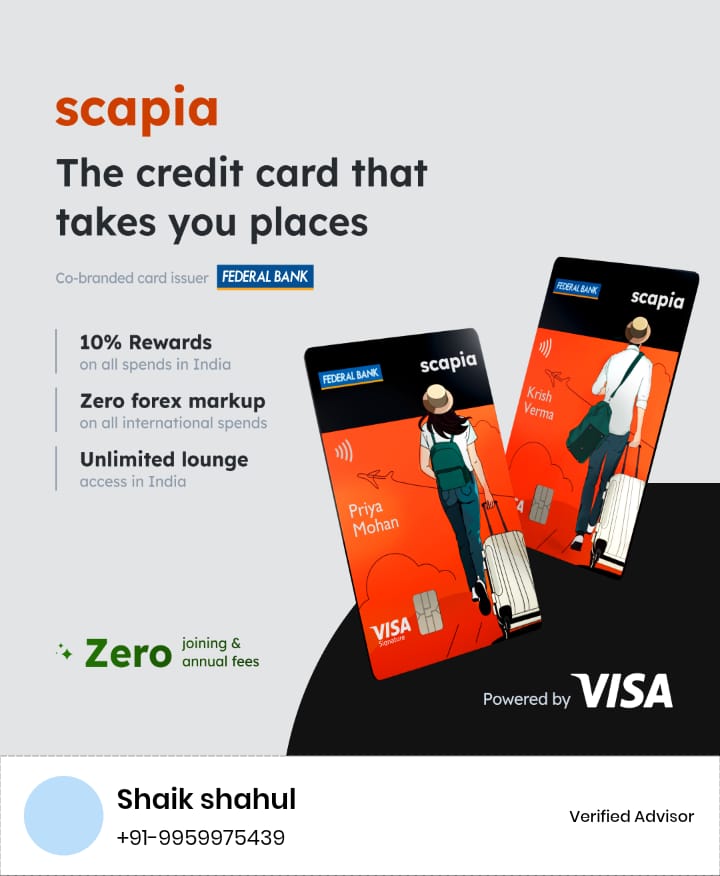 scapia
The credit card that
takes you places
Co-branded card issuer FEDERAL BANK
10% Rewards
on all spends in India
Zero forex markup
on all international spends
Unlimited lounge
access in India
FEDERAL BANK
scapia
Priya
Mohan
VISA
Signature
FEDERAL BANK
scapia
Krish
Verma
Zero joining &
annual fees
Powered by VISA
Shaik shahul
+91-9959975439
Verified Advisor